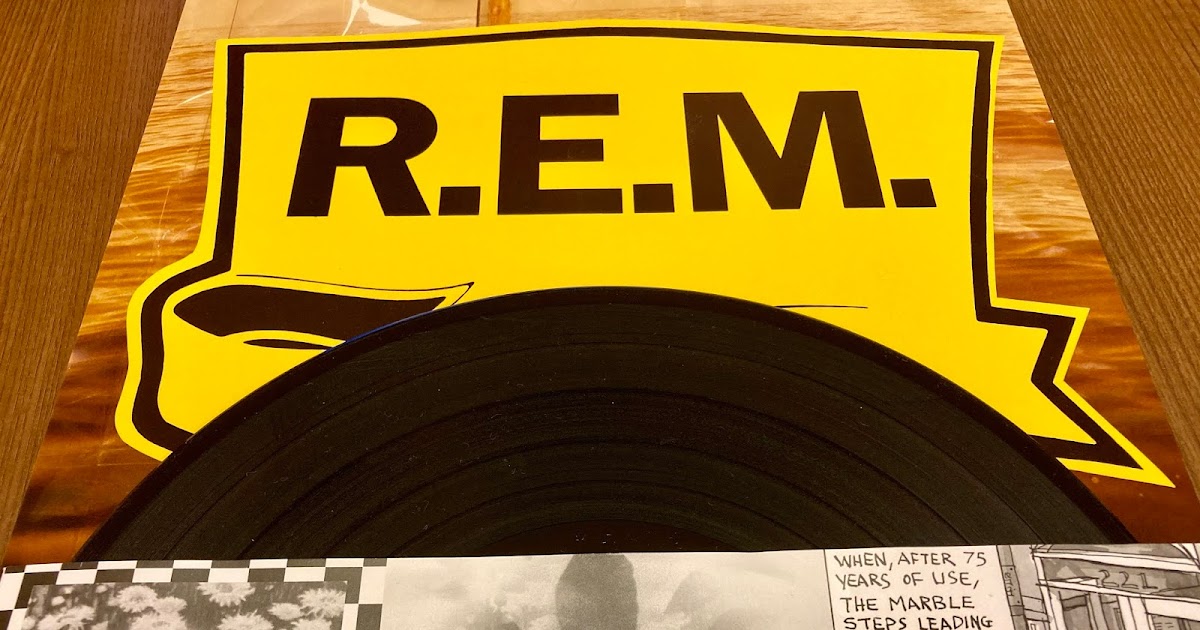 R.E.M.
WHEN, AFTER 75
YEARS OF USE,
THE MARBLE
STEPS LEADING
221